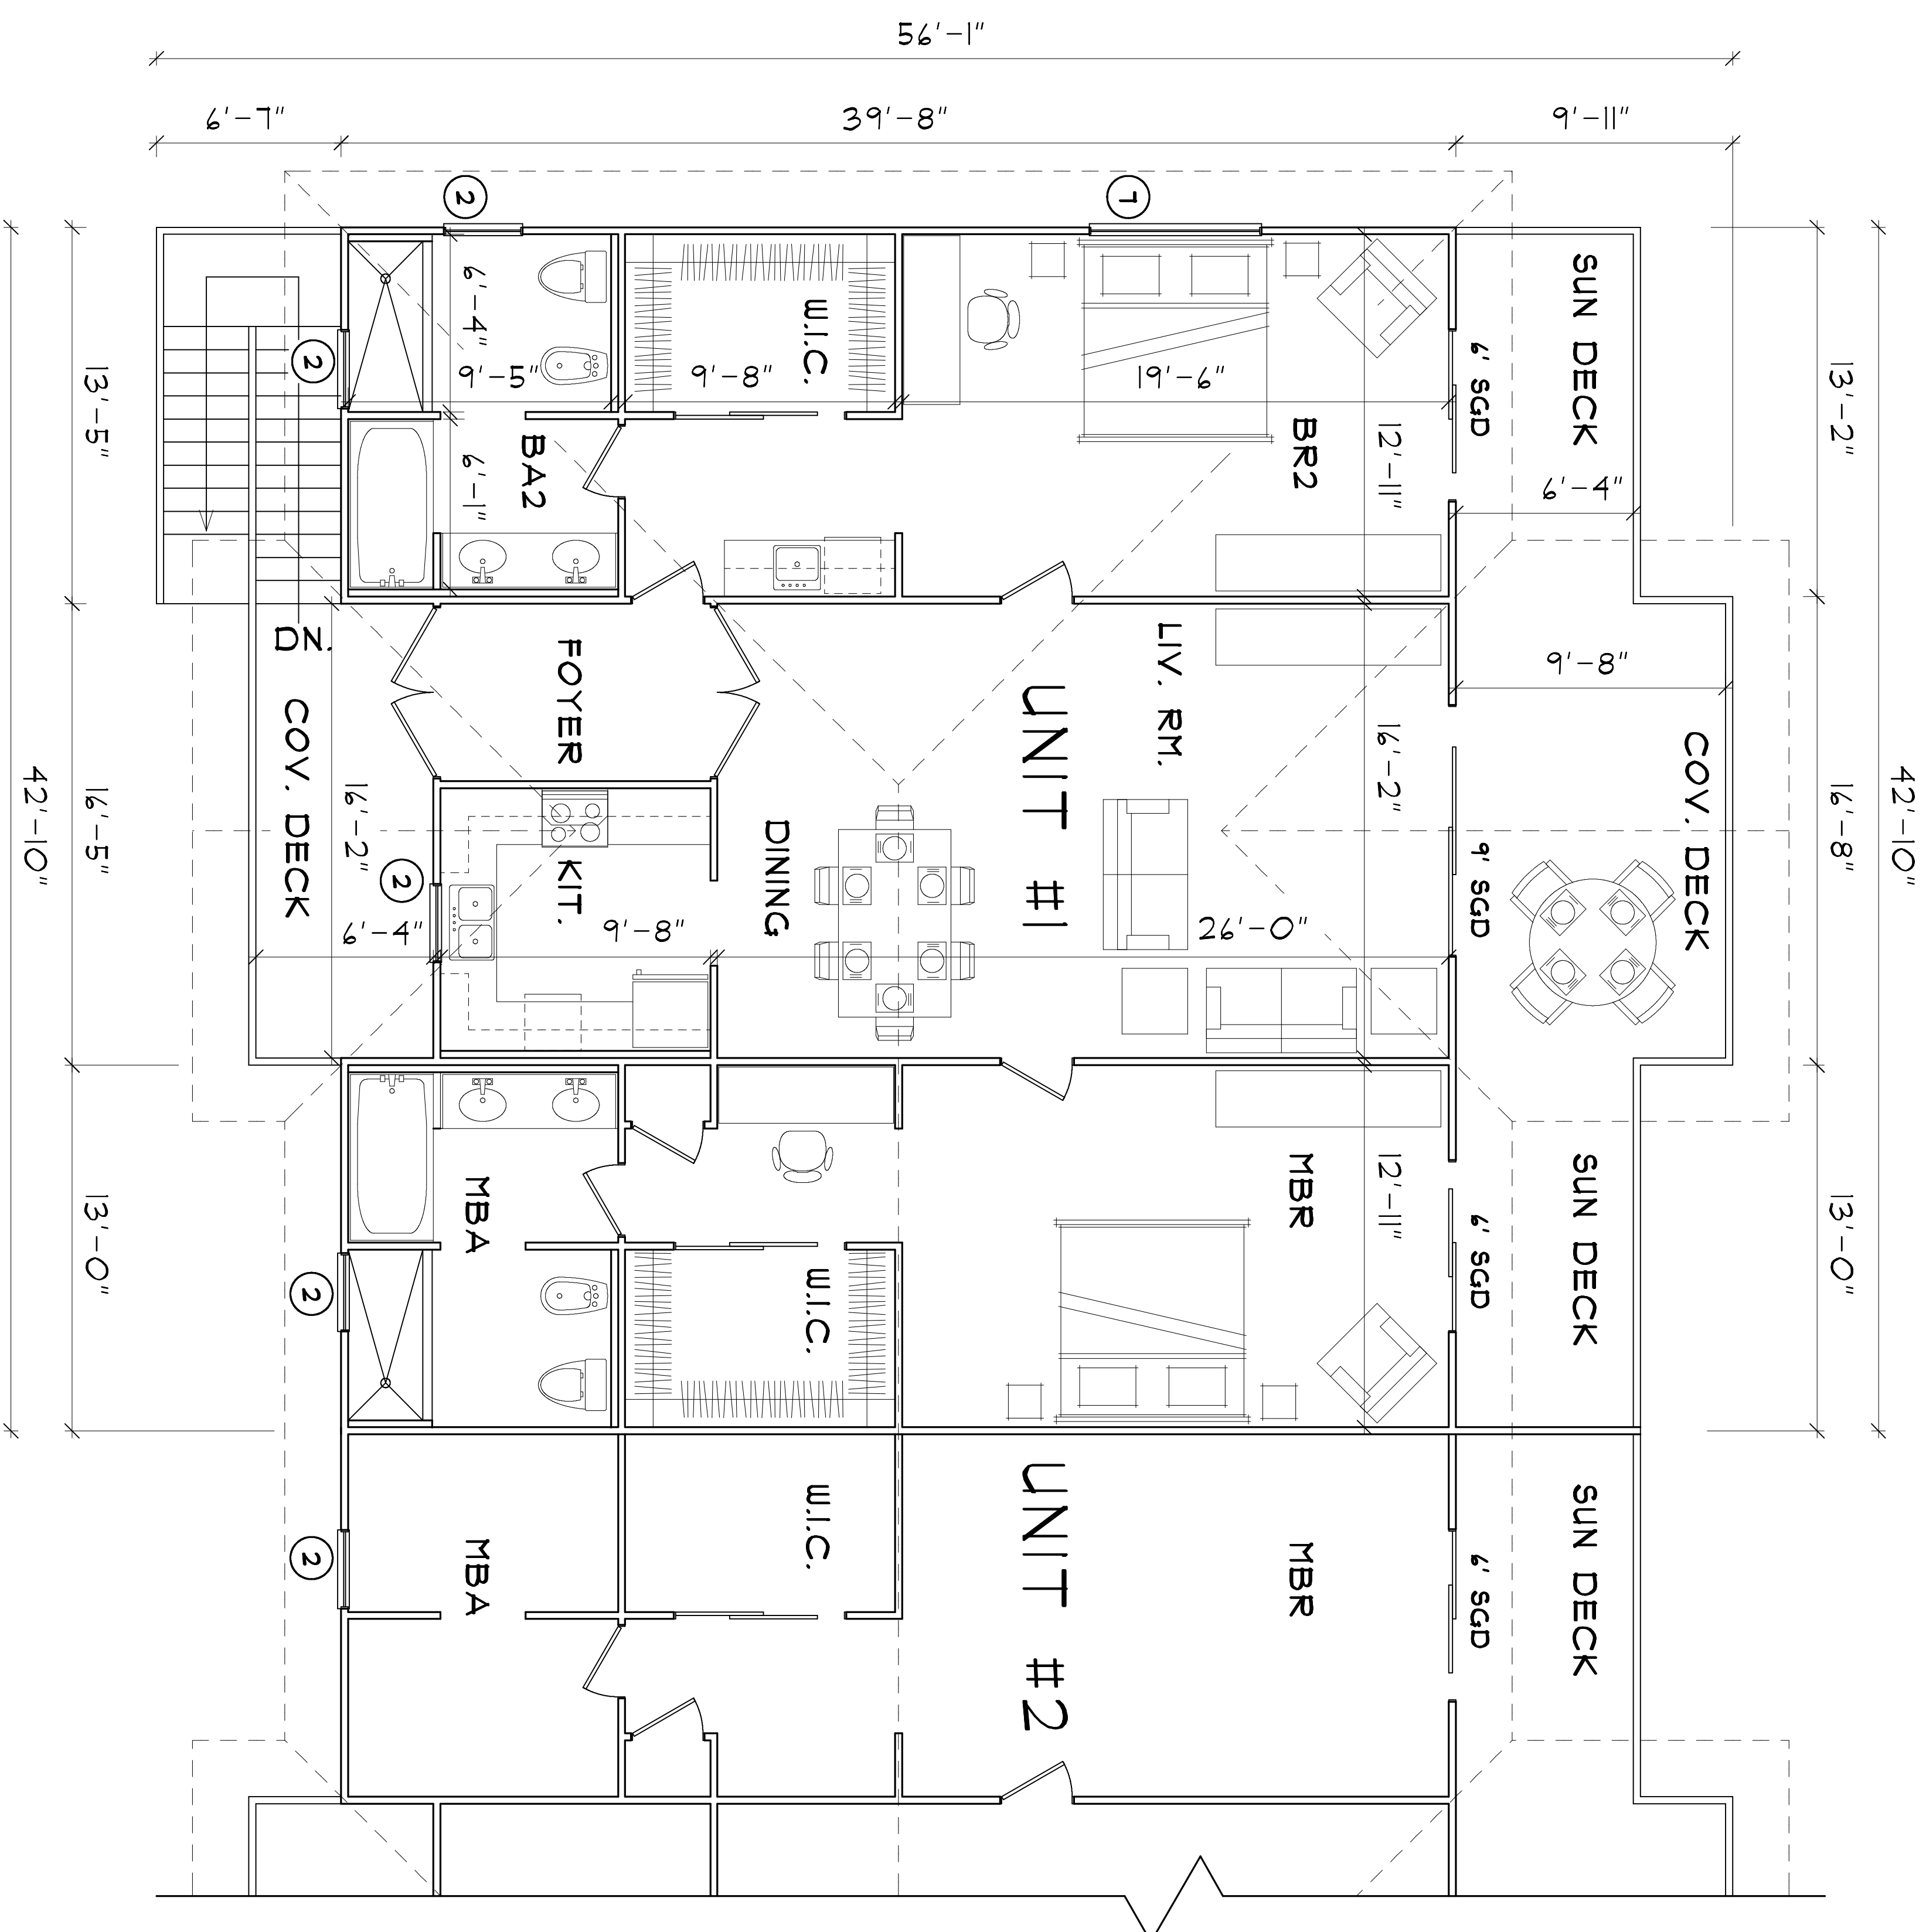 56'-1"
6'-7"
39'-8"
9'-11"
2
7
SUN DECK
6'-4"
W.I.C.
2
6' SGD
13'-5"
9'-5"
9'-8"
19'-6"
13'-2"
BA2
6'-1"
BR2
12'-11"
6'-4"
DN.
FOYER
LIV. RM.
9'-8"
UNIT #1
COV. DECK
16'-2"
COV. DECK
42'-10"
16'-5"
16'-2"
KIT.
DINING
9' SGD
16'-8"
42'-10"
2
6'-4"
9'-8"
26'-0"
MBA
MBR
12'-11"
SUN DECK
13'-0"
2
W.I.C.
6' SGD
13'-0"
UNIT #2
W.I.C.
SUN DECK
2
MBA
MBR
6' SGD